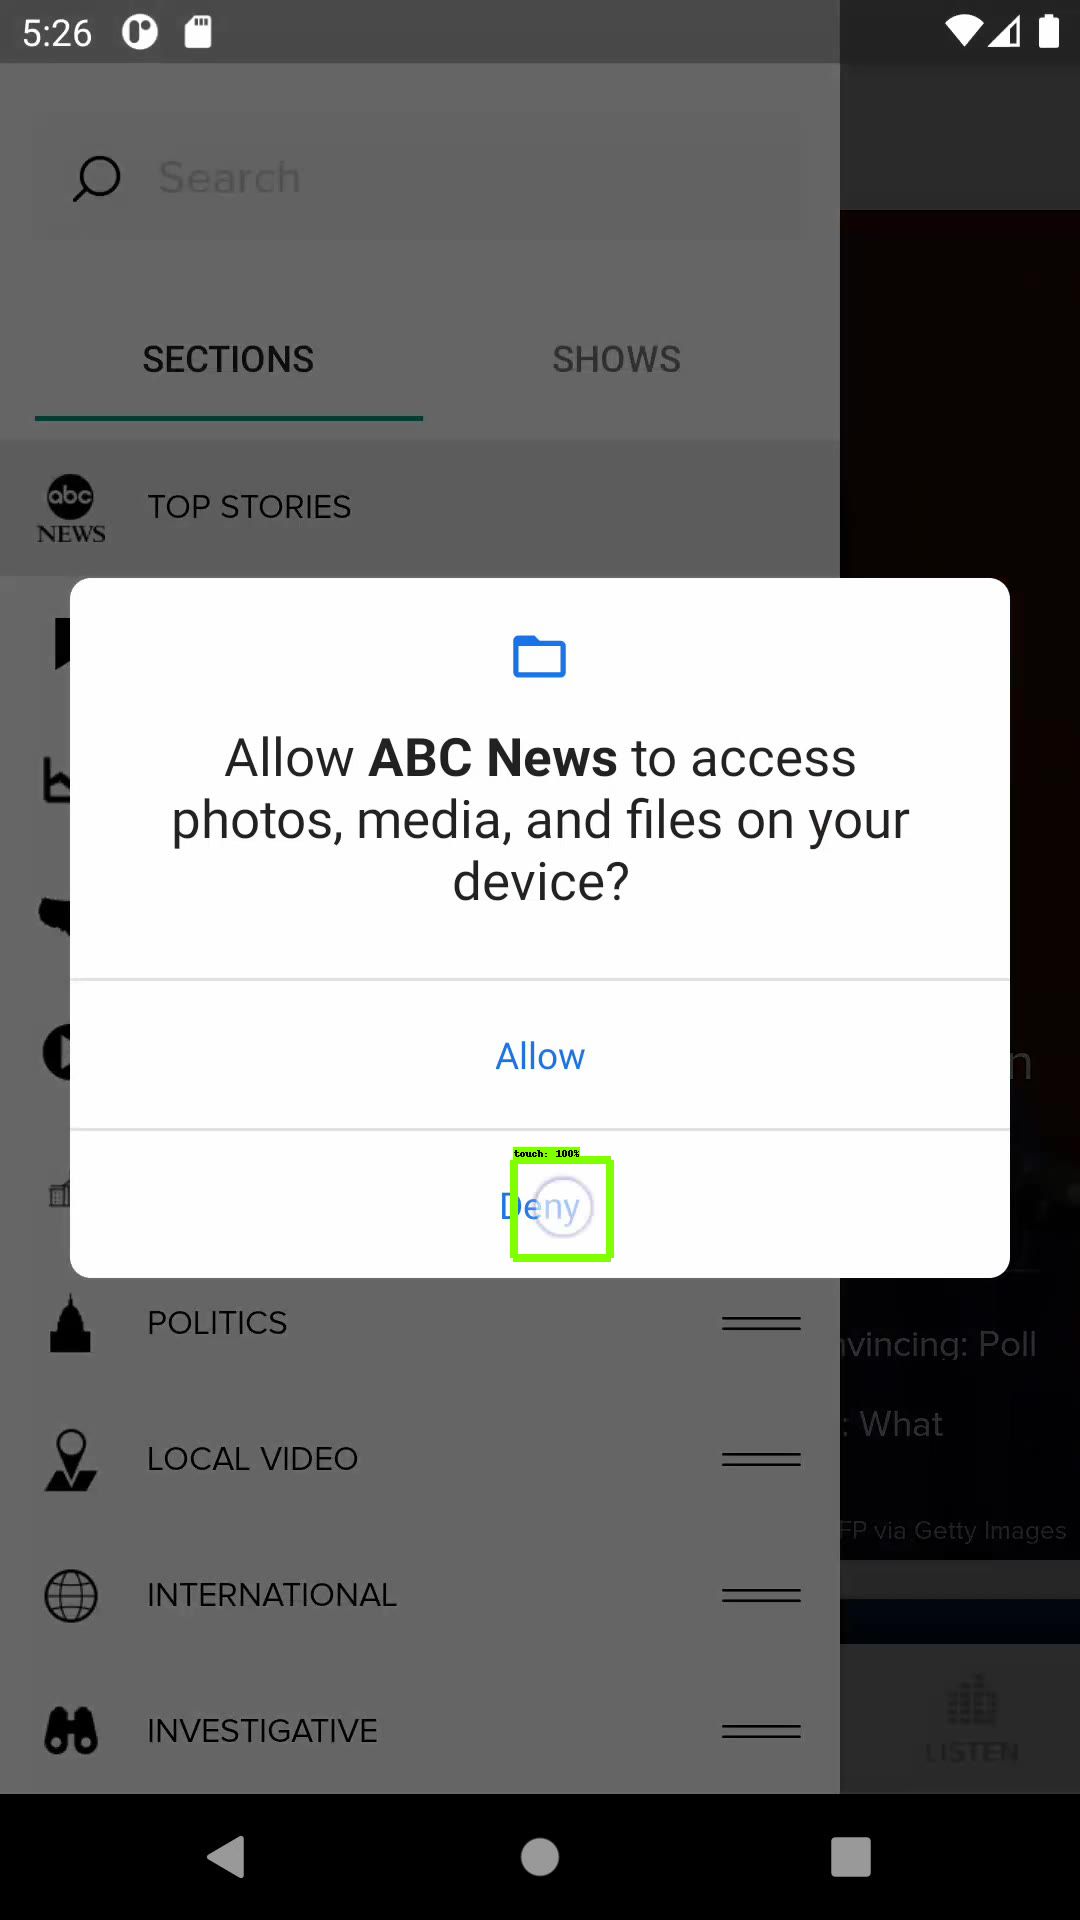 5:26
Search
SECTIONS
SHOWS
abc
NEWS
TOP STORIES
Allow ABC News to access
photos, media, and files on your
device?
Allow
n
touch: 100%
Deny
POLITICS
nvincing: Poll
: What
LOCAL VIDEO
FP via Getty Images
INTERNATIONAL
INVESTIGATIVE
LISTEN